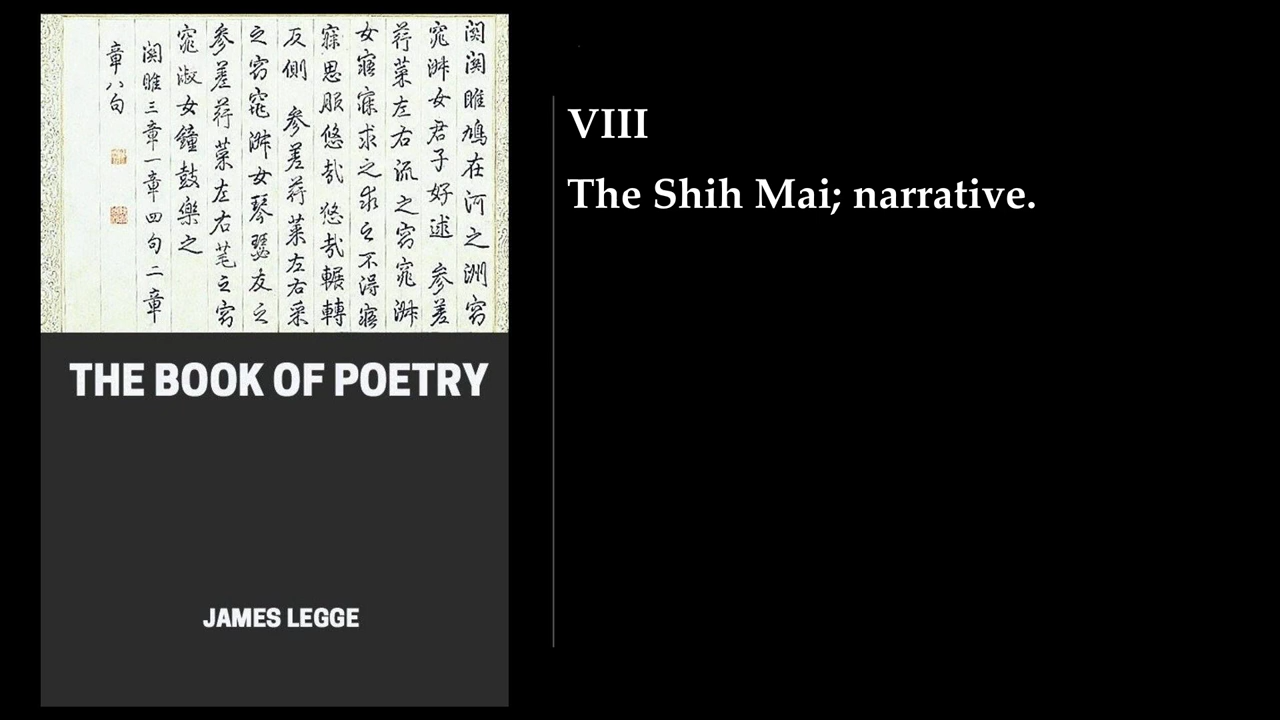 関関雎鳩在河之洲窈
窕淑女君子好逑 參差
荇菜左右流之窈窕淑
女寤寐求之求之不得寤
寐思服悠哉悠哉輾轉
反側 參差荇菜左右采
之窈窕淑女琴瑟友之
參差荇菜左右芼之窈
窕淑女鐘鼓樂之
関雎三章一章四句二章
章八句
THE BOOK OF POETRY
JAMES LEGGE
VIII
The Shih Mai; narrative.